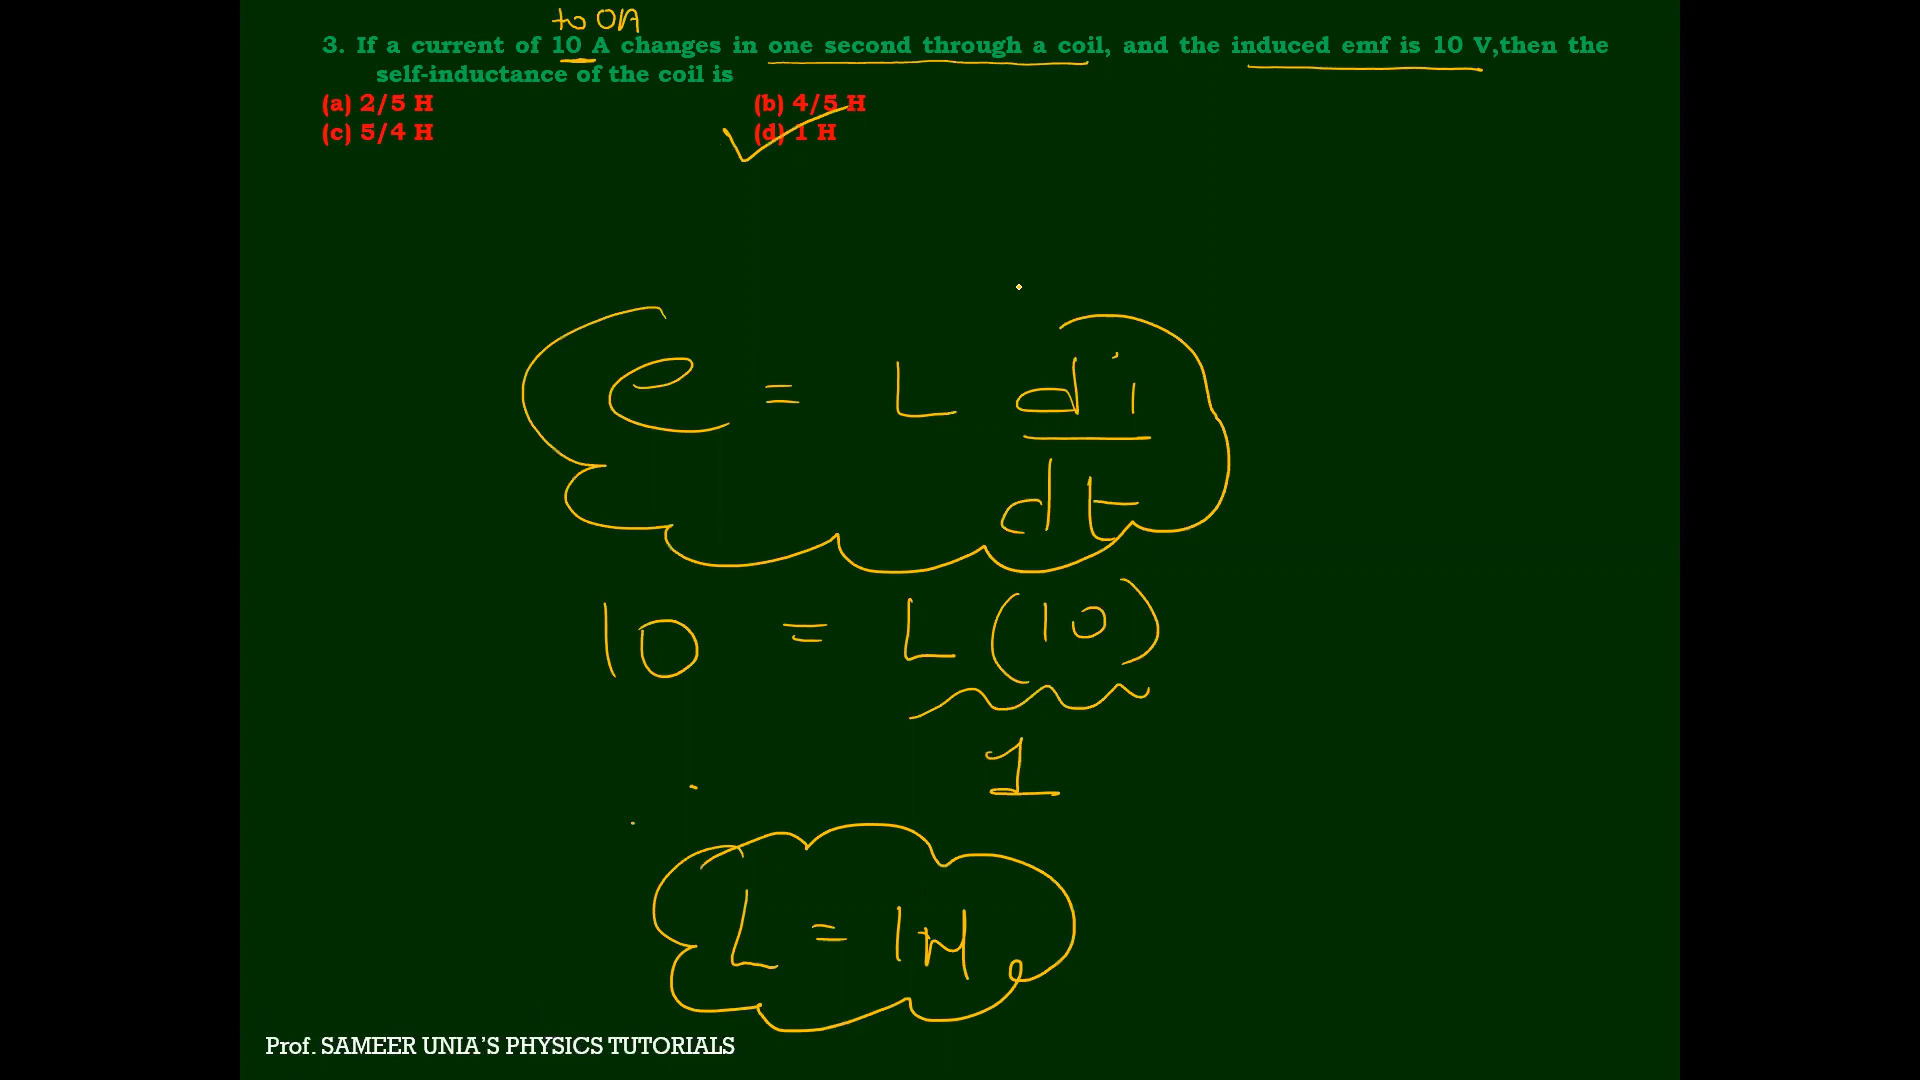 to 0A
3. If a current of 10 A changes in one second through a coil, and the induced emf is 10 V,then the
self-inductance of the coil is
(a) 2/5 H (b) 4/5 H
(c) 5/4 H (d) 1 H
e = L di
dt
10 = L (10)
1
L = 1H
Prof. SAMEER UNIA'S PHYSICS TUTORIALS